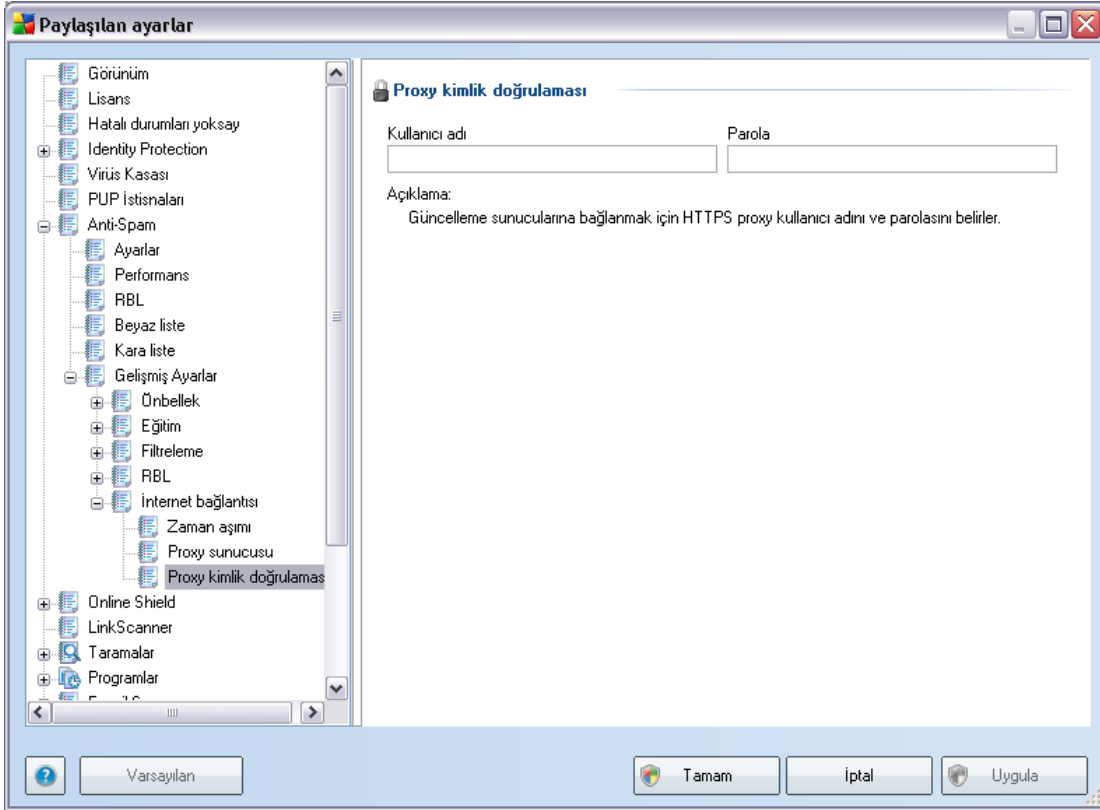 Paylaşılan ayarlar
Görünüm
Lisans
Hatalı durumları yoksay
Identity Protection
Virüs Kasası
PUP İstisnaları
Anti-Spam
Ayarlar
Performans
RBL
Beyaz liste
Kara liste
Gelişmiş Ayarlar
Önbellek
Eğitim
Filtreleme
RBL
İnternet bağlantısı
Zaman aşımı
Proxy sunucusu
Proxy kimlik doğrulamas
Online Shield
LinkScanner
Taramalar
Programlar
Proxy kimlik doğrulaması
Kullanıcı adı
Parola
Açıklama:
Güncelleme sunucularına bağlanmak için HTTPS proxy kullanıcı adını ve parolasını belirler.
Varsayılan
Tamam
İptal
Uygula